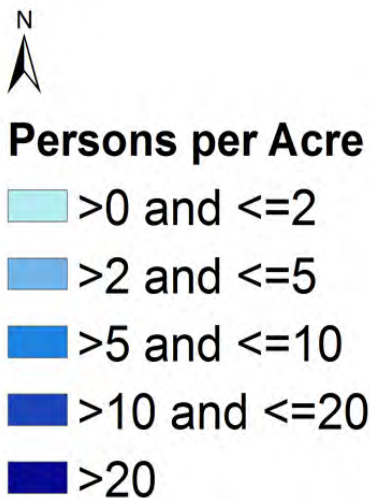 N
Persons per Acre
>0 and <=2
>2 and <=5
>5 and <=10
>10 and <=20
>20